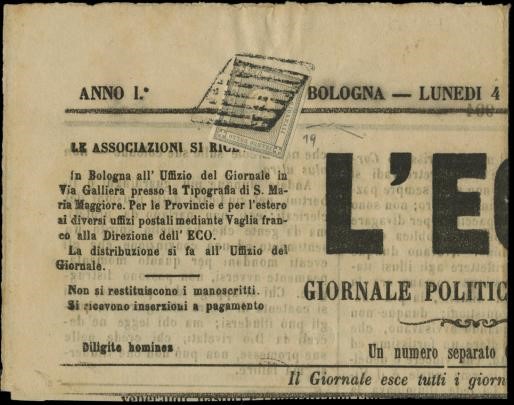 ANNO I.°
BOLOGNA — LUNEDI 4
19
LE ASSOCIAZIONI SI RICE
In Bologna all' Uffizio del Giornale in
Via Galliera presso la Tipografia di S. Ma-
ria Maggiore. Per le Provincie e per l'estero
ai diversi uffizi postali mediante Vaglia fran-
co alla Direzione dell' ECO.
La distribuzione si fa all' Uffizio del
Giornale.
Non si restituiscono i manoscritti.
Si ricevono inserzioni a pagamento
Diligite homines
L'EC
GIORNALE POLITIC
Un numero separato
Il Giornale esce tutti i giorn